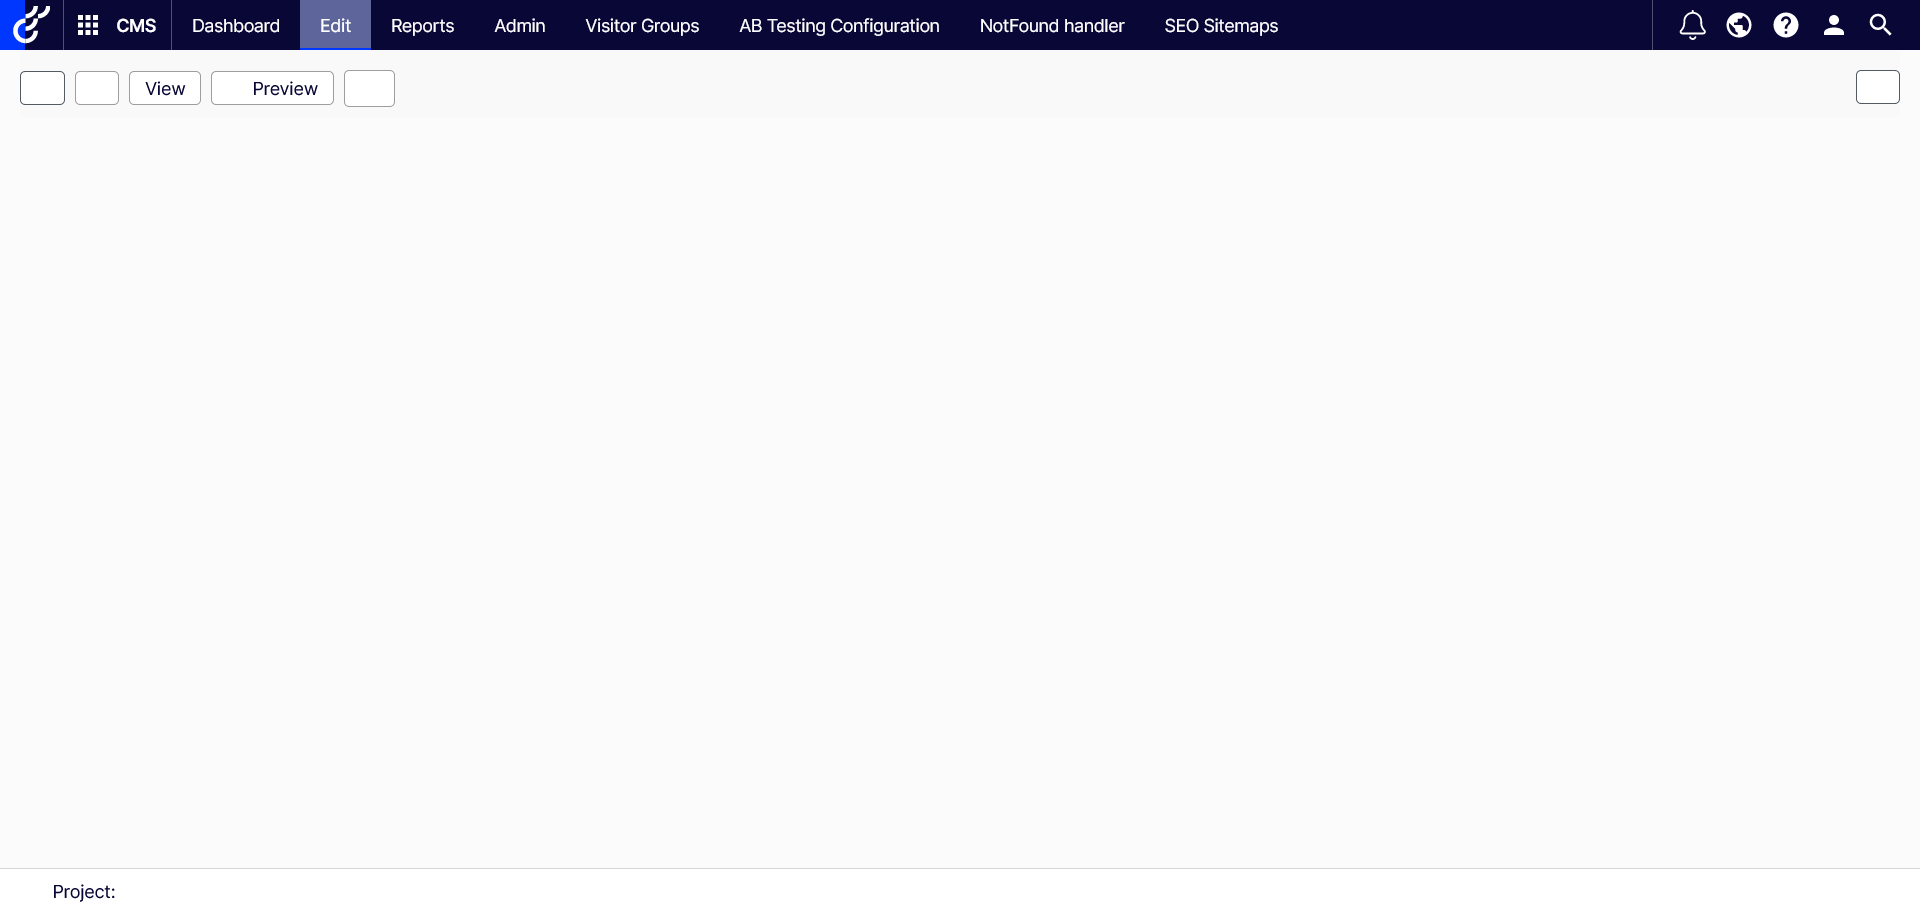 CMS Dashboard Edit Reports Admin Visitor Groups AB Testing Configuration NotFound handler SEO Sitemaps
View Preview
Project: